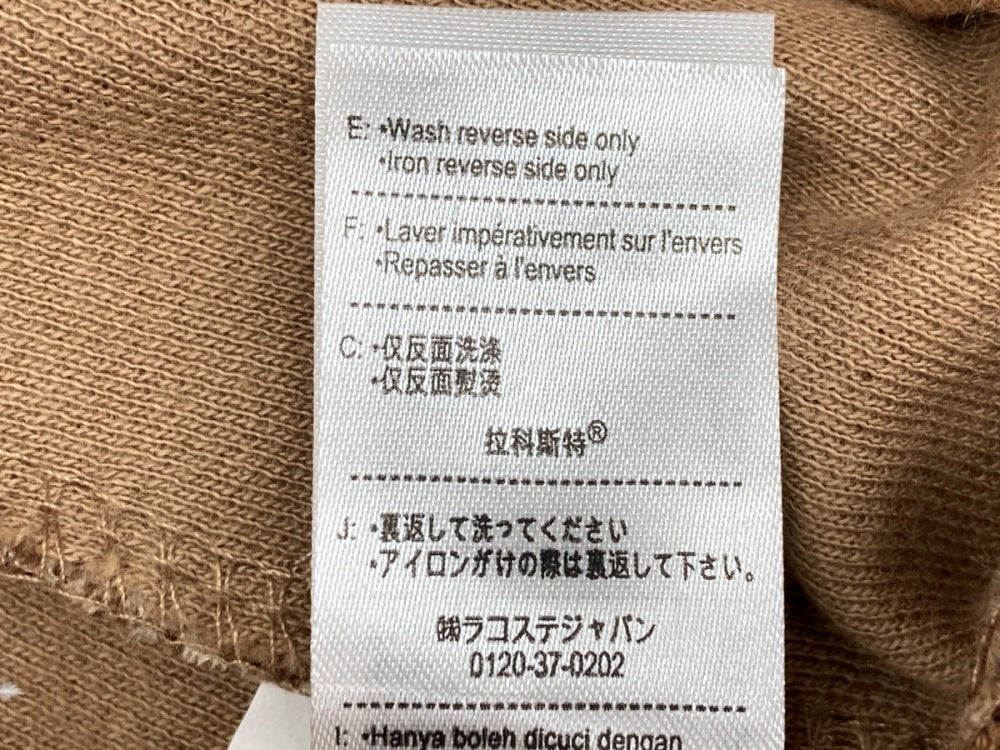 E: •Wash reverse side only
•Iron reverse side only
F: •Laver impérativement sur l'envers
•Repasser à l'envers
C: •仅反面洗涤
•仅反面熨烫
拉科斯特®
J: •裏返して洗ってください
•アイロンがけの際は裏返して下さい。
㈱ラコステジャパン
0120-37-0202
I: •Hanya boleh dicuci dengan